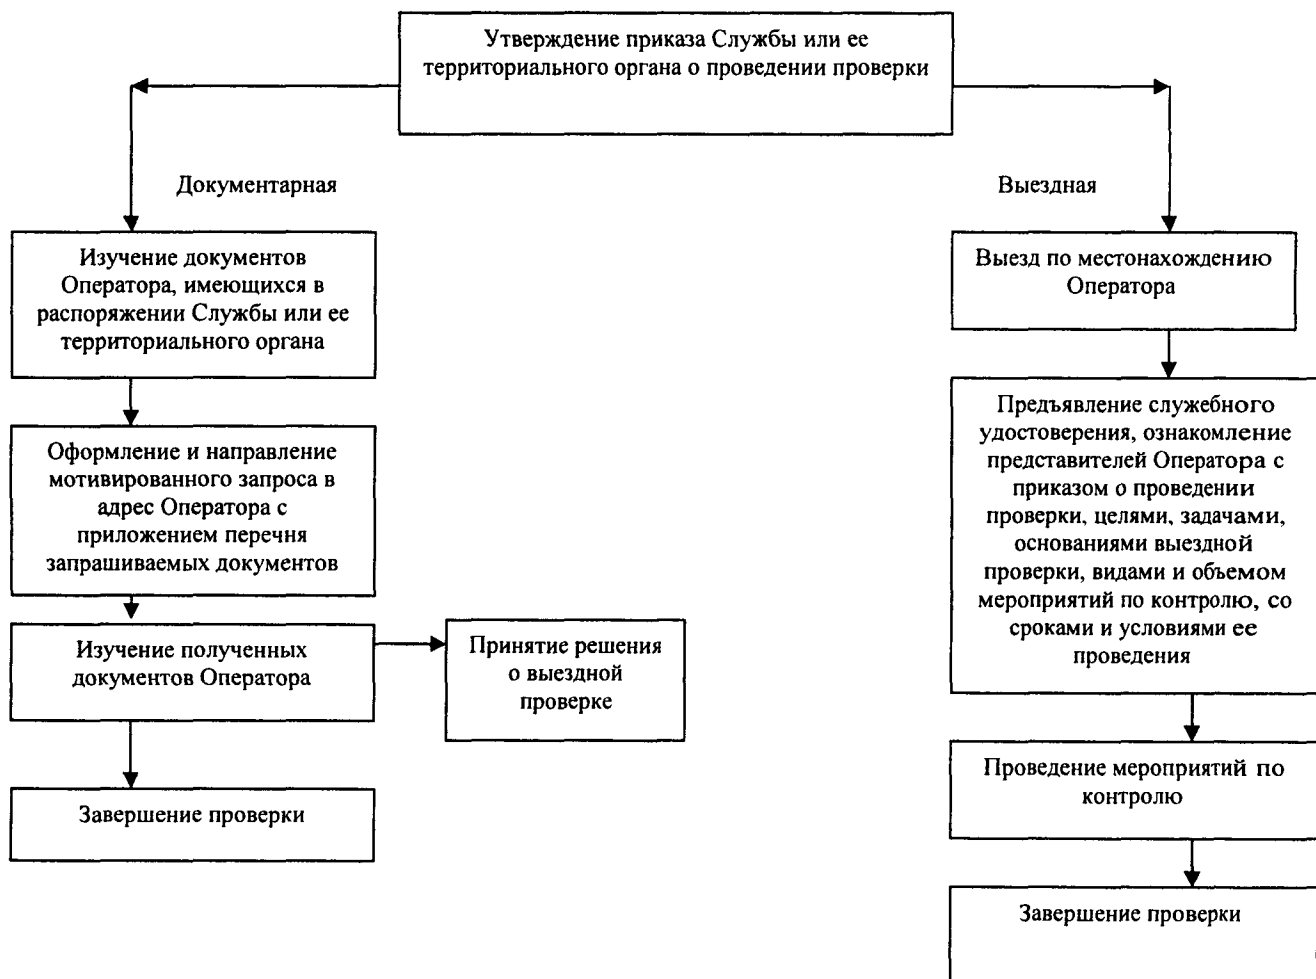 Утверждение приказа Службы или ее
территориального органа о проведении проверки
Документарная
Изучение документов
Оператора, имеющихся в
распоряжении Службы или ее
территориального органа
Оформление и направление
мотивированного запроса в
адрес Оператора с
приложением перечня
запрашиваемых документов
Изучение полученных
документов Оператора
Принятие решения
о выездной
проверке
Завершение проверки
Выездная
Выезд по местонахождению
Оператора
Предъявление служебного
удостоверения, ознакомление
представителей Оператора с
приказом о проведении
проверки, целями, задачами,
основаниями выездной
проверки, видами и объемом
мероприятий по контролю, со
сроками и условиями ее
проведения
Проведение мероприятий по
контролю
Завершение проверки